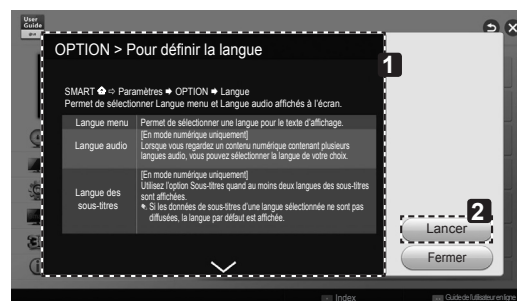 User
Guide
OPTION > Pour définir la langue
1
SMART ⇨ Paramètres ➡ OPTION ➡ Langue
Permet de sélectionner Langue menu et Langue audio affichés à l'écran.
Langue menu Permet de sélectionner une langue pour le texte d'affichage.
Langue audio
[En mode numérique uniquement]
Lorsque vous regardez un contenu numérique contenant plusieurs
langues audio, vous pouvez sélectionner la langue de votre choix.
Langue des
sous-titres
[En mode numérique uniquement]
Utilisez l'option Sous-titres quand au moins deux langues des sous-titres
sont affichées.
Si les données de sous-titres d'une langue sélectionnée ne sont pas
diffusées, la langue par défaut est affichée.
2
Lancer
Fermer
Index
Guide de l'utilisateur en ligne